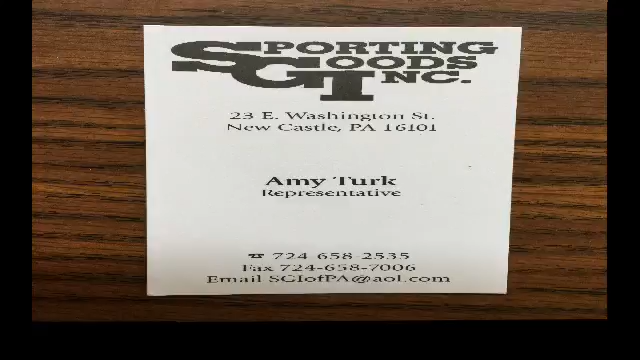 SPORTING
GOODS
INC.
23 E. Washington St.
New Castle, PA 16101
Amy Turk
Representative
☎ 724-658-2535
Fax 724-658-7006
Email SGIofPA@aol.com